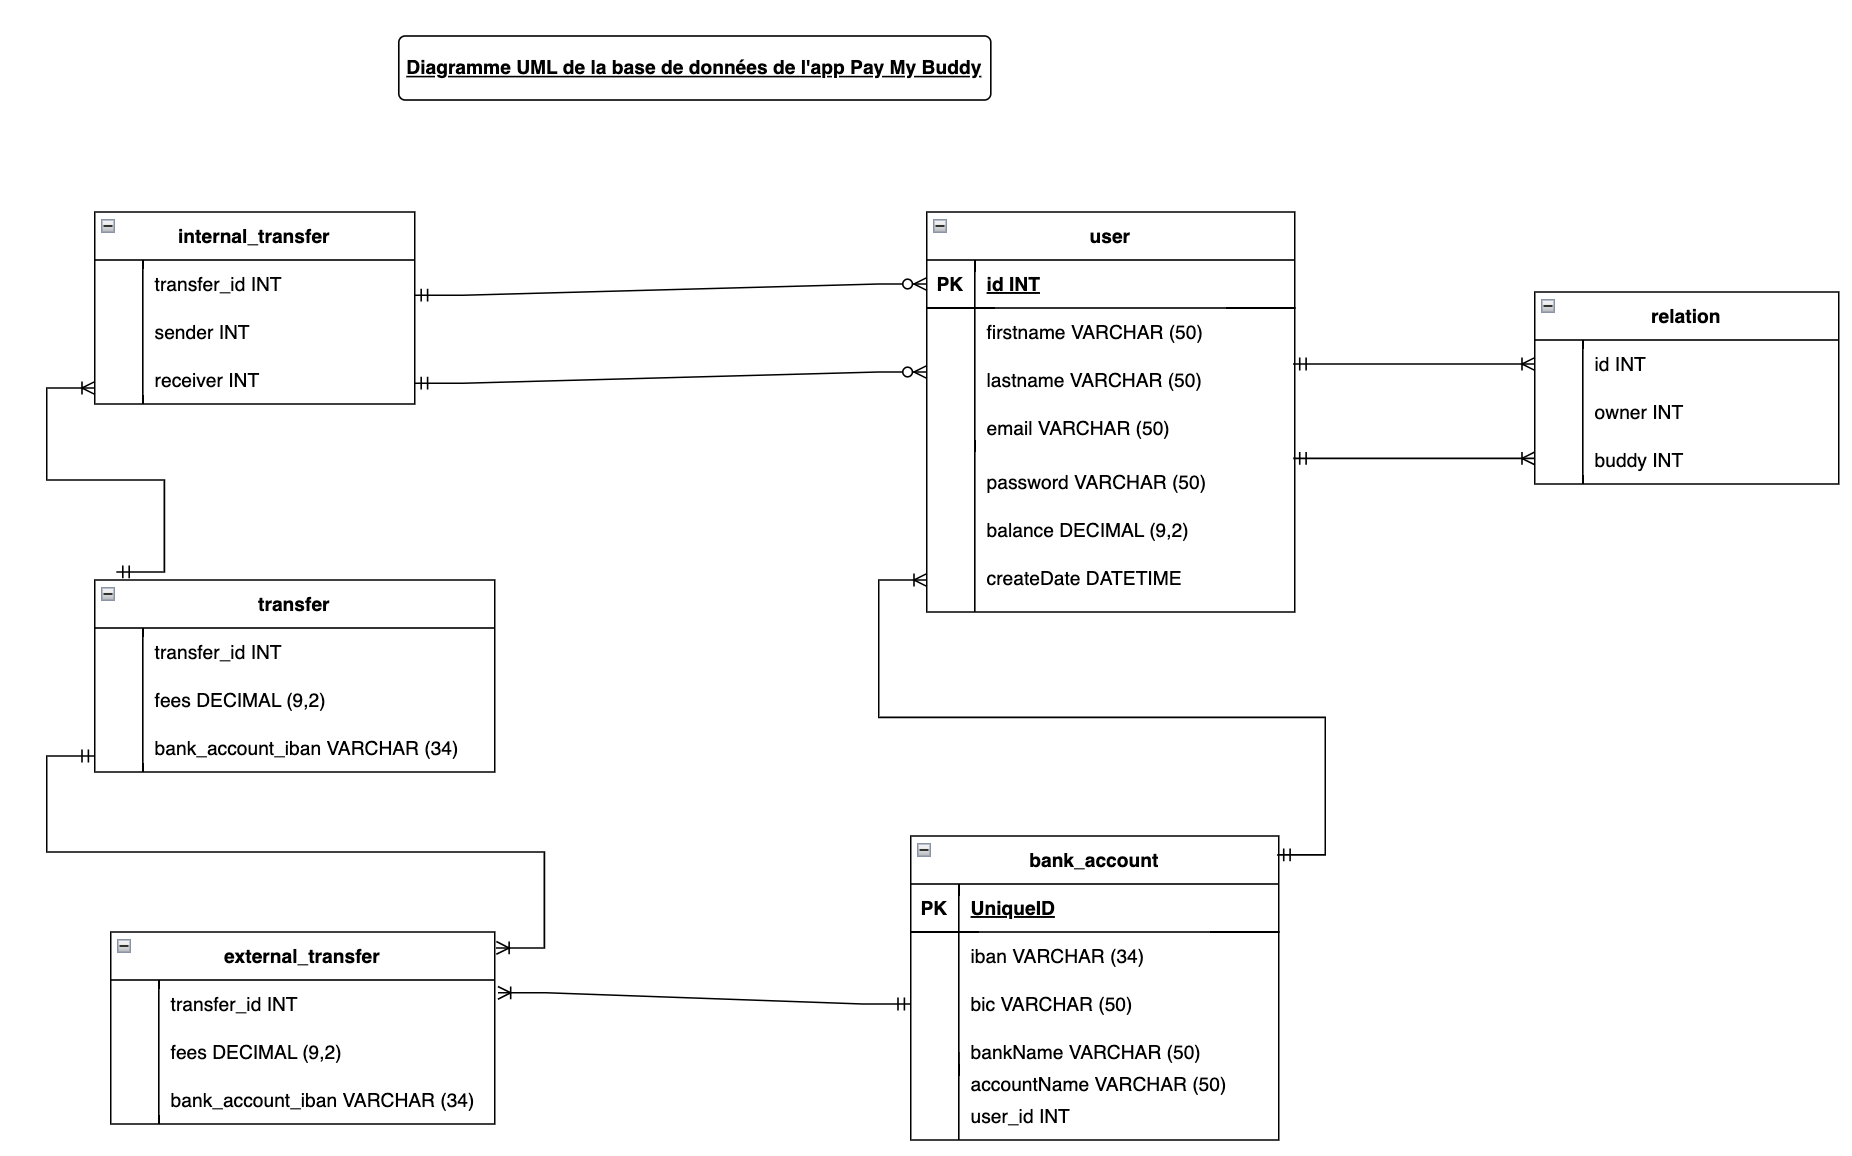 Diagramme UML de la base de données de l'app Pay My Buddy
internal_transfer
transfer_id INT
sender INT
receiver INT
user
PK id INT
firstname VARCHAR (50)
lastname VARCHAR (50)
email VARCHAR (50)
password VARCHAR (50)
balance DECIMAL (9,2)
createDate DATETIME
relation
id INT
owner INT
buddy INT
transfer
transfer_id INT
fees DECIMAL (9,2)
bank_account_iban VARCHAR (34)
external_transfer
transfer_id INT
fees DECIMAL (9,2)
bank_account_iban VARCHAR (34)
bank_account
PK UniqueID
iban VARCHAR (34)
bic VARCHAR (50)
bankName VARCHAR (50)
accountName VARCHAR (50)
user_id INT